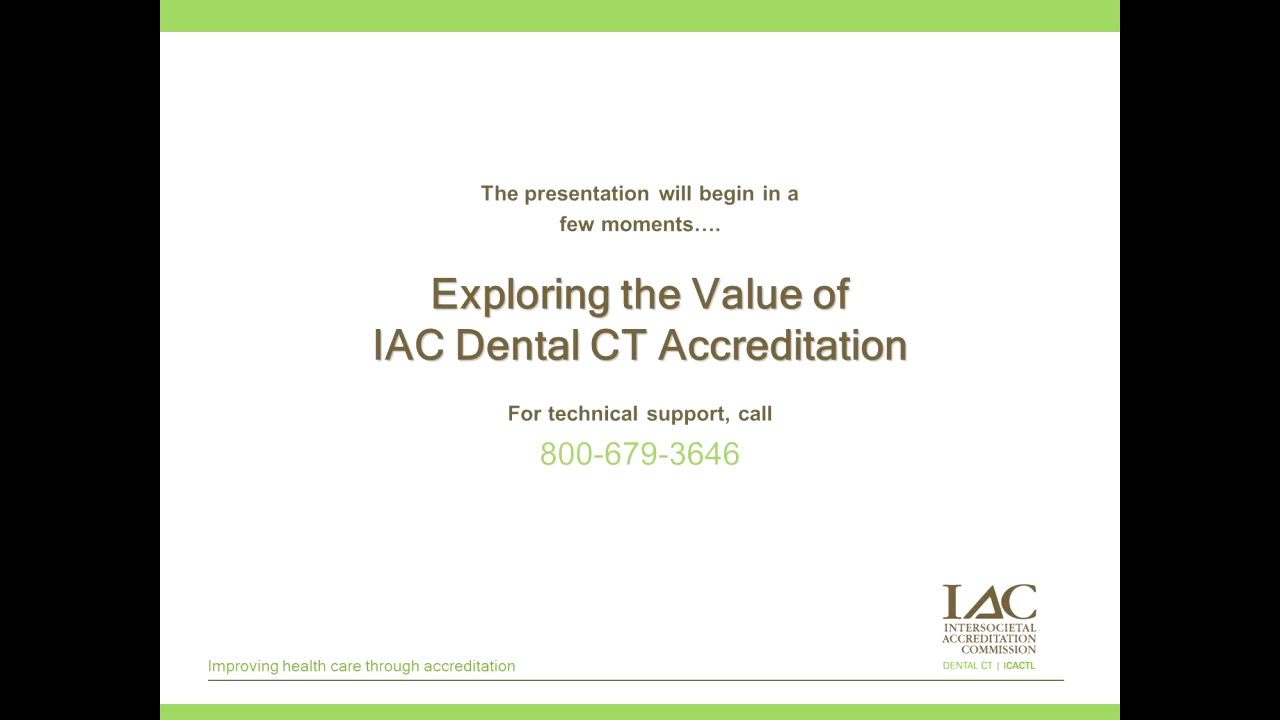 The presentation will begin in a
few moments....
Exploring the Value of
IAC Dental CT Accreditation
For technical support, call
800-679-3646
IAC
INTERSOCIETAL
ACCREDITATION
COMMISSION
DENTAL CT | ICACTL
Improving health care through accreditation